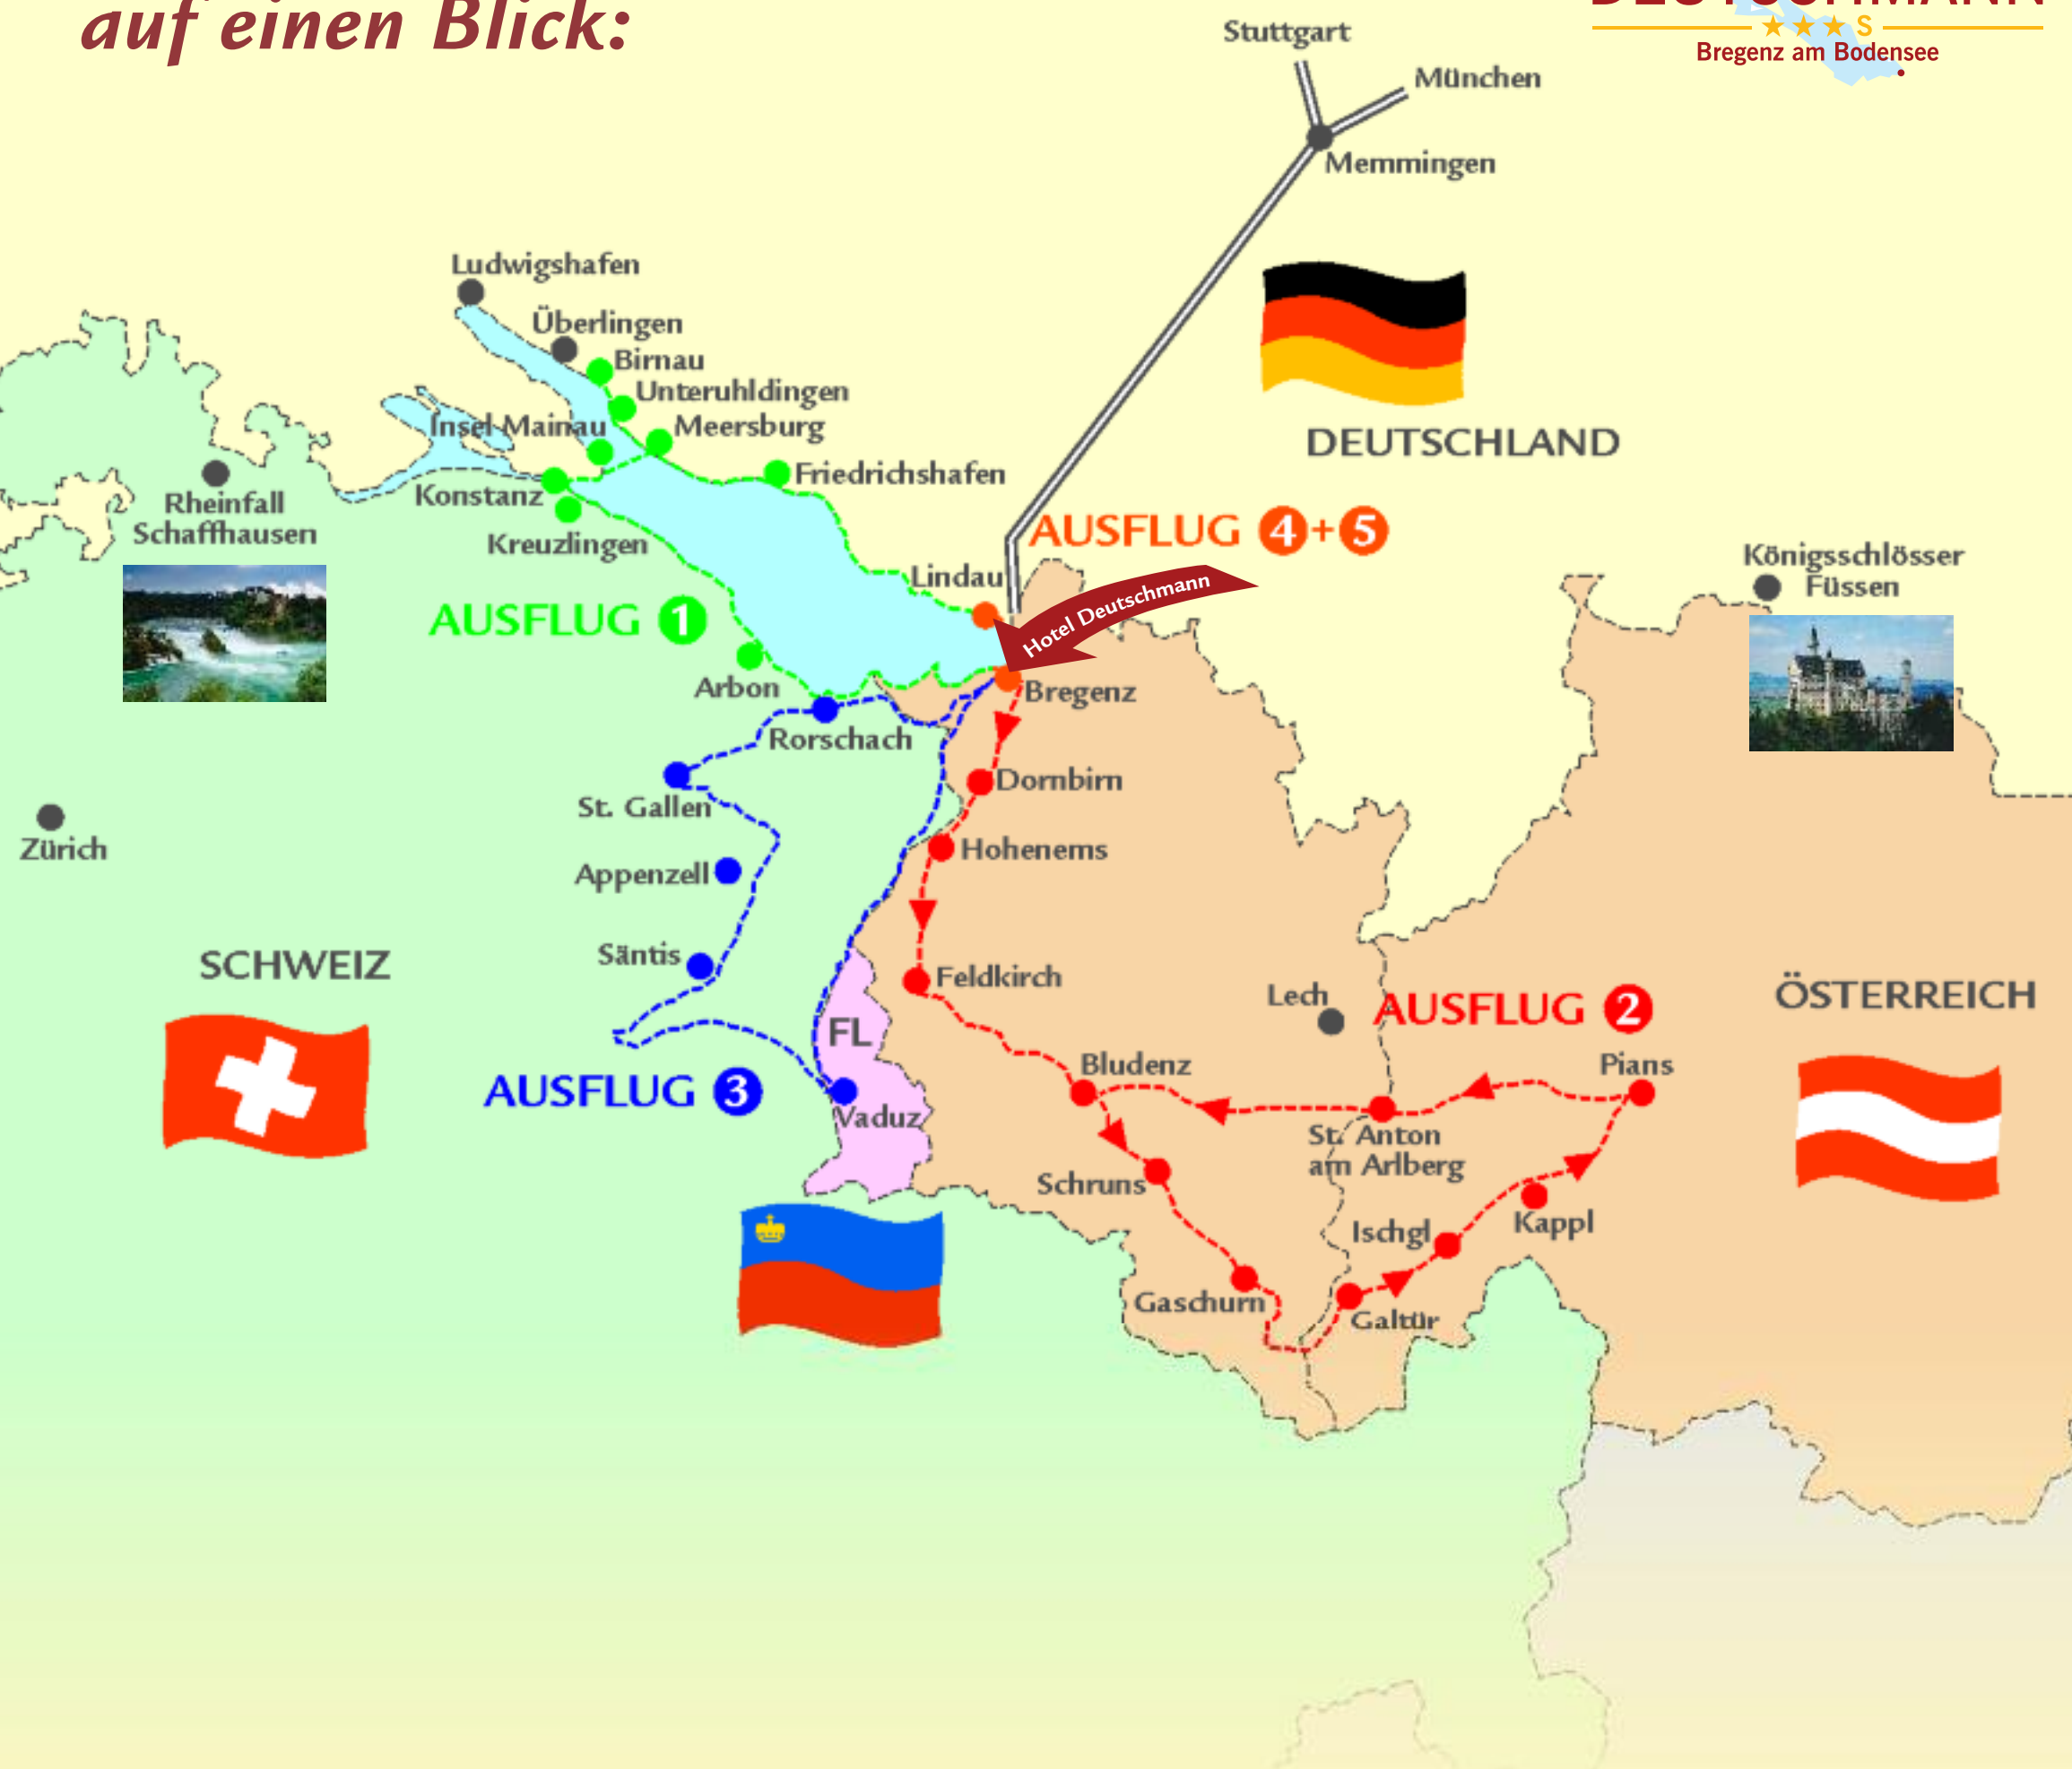 auf einen Blick:
DEUTSCHMANN
S
Bregenz am Bodensee
Stuttgart
München
Memmingen
Ludwigshafen
Überlingen
Birnau
Unteruhldingen
Insel Mainau
Meersburg
Friedrichshafen
Konstanz
Kreuzlingen
Rheinfall
Schaffhausen
DEUTSCHLAND
AUSFLUG 4+5
Königsschlösser
Füssen
Lindau
Hotel Deutschmann
AUSFLUG 1
Arbon
Bregenz
Rorschach
Dornbirn
St. Gallen
Zürich
Hohenems
Appenzell
Säntis
SCHWEIZ
Feldkirch
Lech
AUSFLUG 2
ÖSTERREICH
FL
Bludenz
Pians
AUSFLUG 3
Vaduz
St. Anton
am Arlberg
Schruns
Kappl
Ischgl
Gaschurn
Galtür